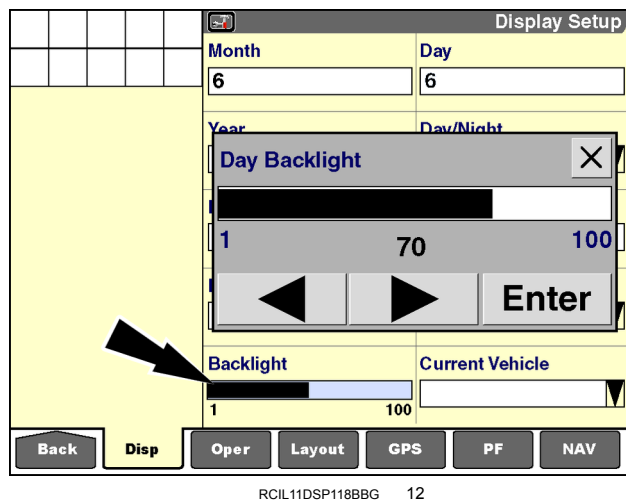 Display Setup
Month
Day
6
6
Year
Day/Night
Day Backlight
1
70
100
Enter
Backlight
Current Vehicle
1
100
Back
Disp
Oper
Layout
GPS
PF
NAV
RCIL11DSP118BBG 12